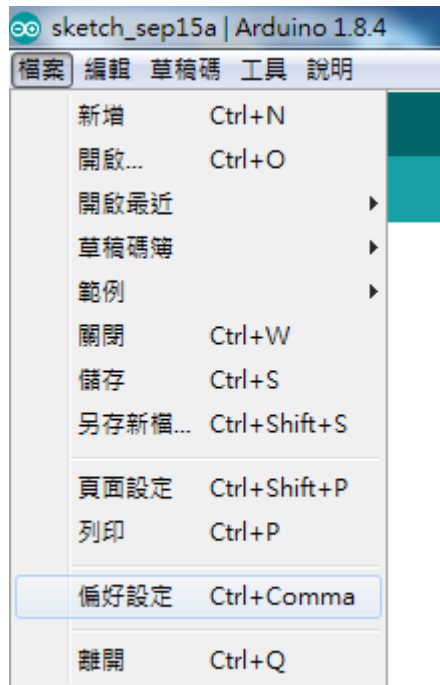 sketch_sep15a | Arduino 1.8.4
檔案 編輯 草稿碼 工具 說明
新增 Ctrl+N
開啟... Ctrl+O
開啟最近
草稿碼簿
範例
關閉 Ctrl+W
儲存 Ctrl+S
另存新檔... Ctrl+Shift+S
頁面設定 Ctrl+Shift+P
列印 Ctrl+P
偏好設定 Ctrl+Comma
離開 Ctrl+Q